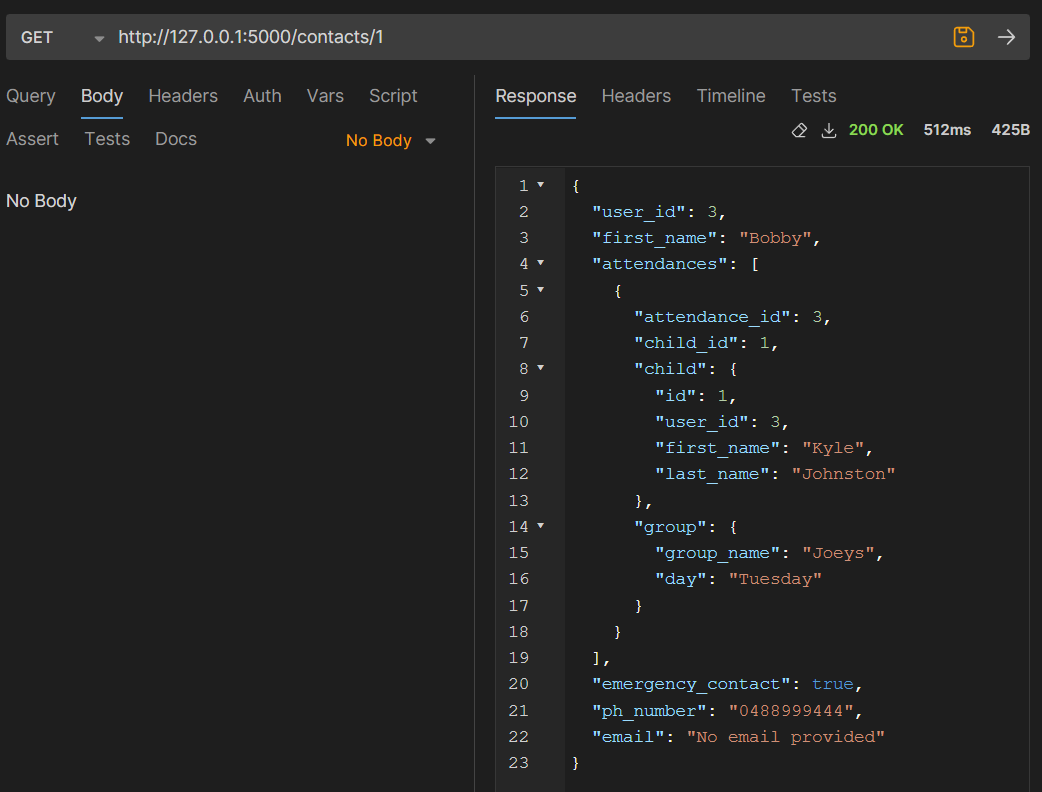 GET http://127.0.0.1:5000/contacts/1
Query Body Headers Auth Vars Script
Assert Tests Docs No Body
No Body
Response Headers Timeline Tests
200 OK 512ms 425B
1 {
2 "user_id": 3,
3 "first_name": "Bobby",
4 "attendances": [
5 {
6 "attendance_id": 3,
7 "child_id": 1,
8 "child": {
9 "id": 1,
10 "user_id": 3,
11 "first_name": "Kyle",
12 "last_name": "Johnston"
13 },
14 "group": {
15 "group_name": "Joeys",
16 "day": "Tuesday"
17 }
18 }
19 ],
20 "emergency_contact": true,
21 "ph_number": "0488999444",
22 "email": "No email provided"
23 }